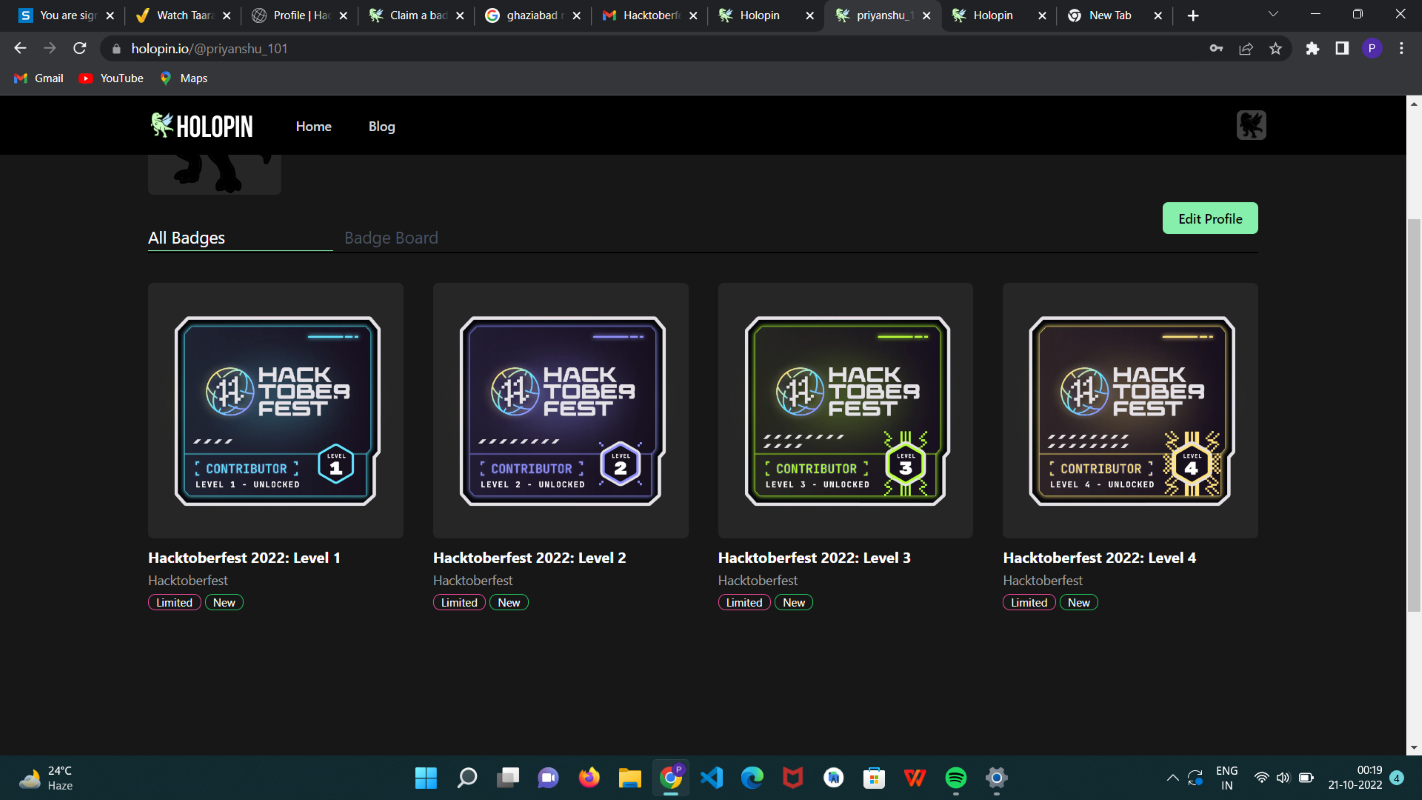 You are sig
Watch Taara
Profile | Hac
Claim a bad
ghaziabad r
Hacktoberfe
Holopin
priyanshu_1
Holopin
New Tab
holopin.io/@priyanshu_101
P
Gmail
YouTube
Maps
HOLOPIN
Home
Blog
Edit Profile
All Badges
Badge Board
HACK
TOBER
FEST
[ CONTRIBUTOR ]
LEVEL 1 - UNLOCKED
LEVEL
1
HACK
TOBER
FEST
[ CONTRIBUTOR ]
LEVEL 2 - UNLOCKED
LEVEL
2
HACK
TOBER
FEST
[ CONTRIBUTOR ]
LEVEL 3 - UNLOCKED
LEVEL
3
HACK
TOBER
FEST
[ CONTRIBUTOR ]
LEVEL 4 - UNLOCKED
LEVEL
4
Hacktoberfest 2022: Level 1
Hacktoberfest
Limited New
Hacktoberfest 2022: Level 2
Hacktoberfest
Limited New
Hacktoberfest 2022: Level 3
Hacktoberfest
Limited New
Hacktoberfest 2022: Level 4
Hacktoberfest
Limited New
24°C
Haze
ENG
IN
00:19
21-10-2022
4